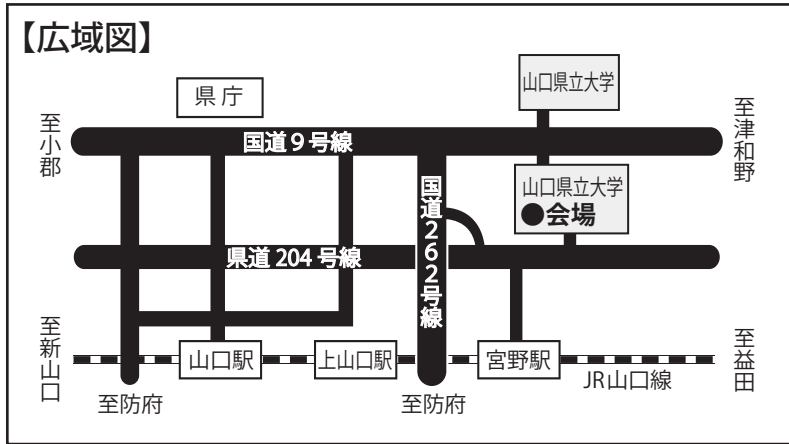 【広域図】
県庁
山口県立大学
至小郡
国道9号線
至津和野
山口県立大学
●会場
国道262号線
県道204号線
至新山口
山口駅
上山口駅
宮野駅
至益田
JR山口線
至防府
至防府